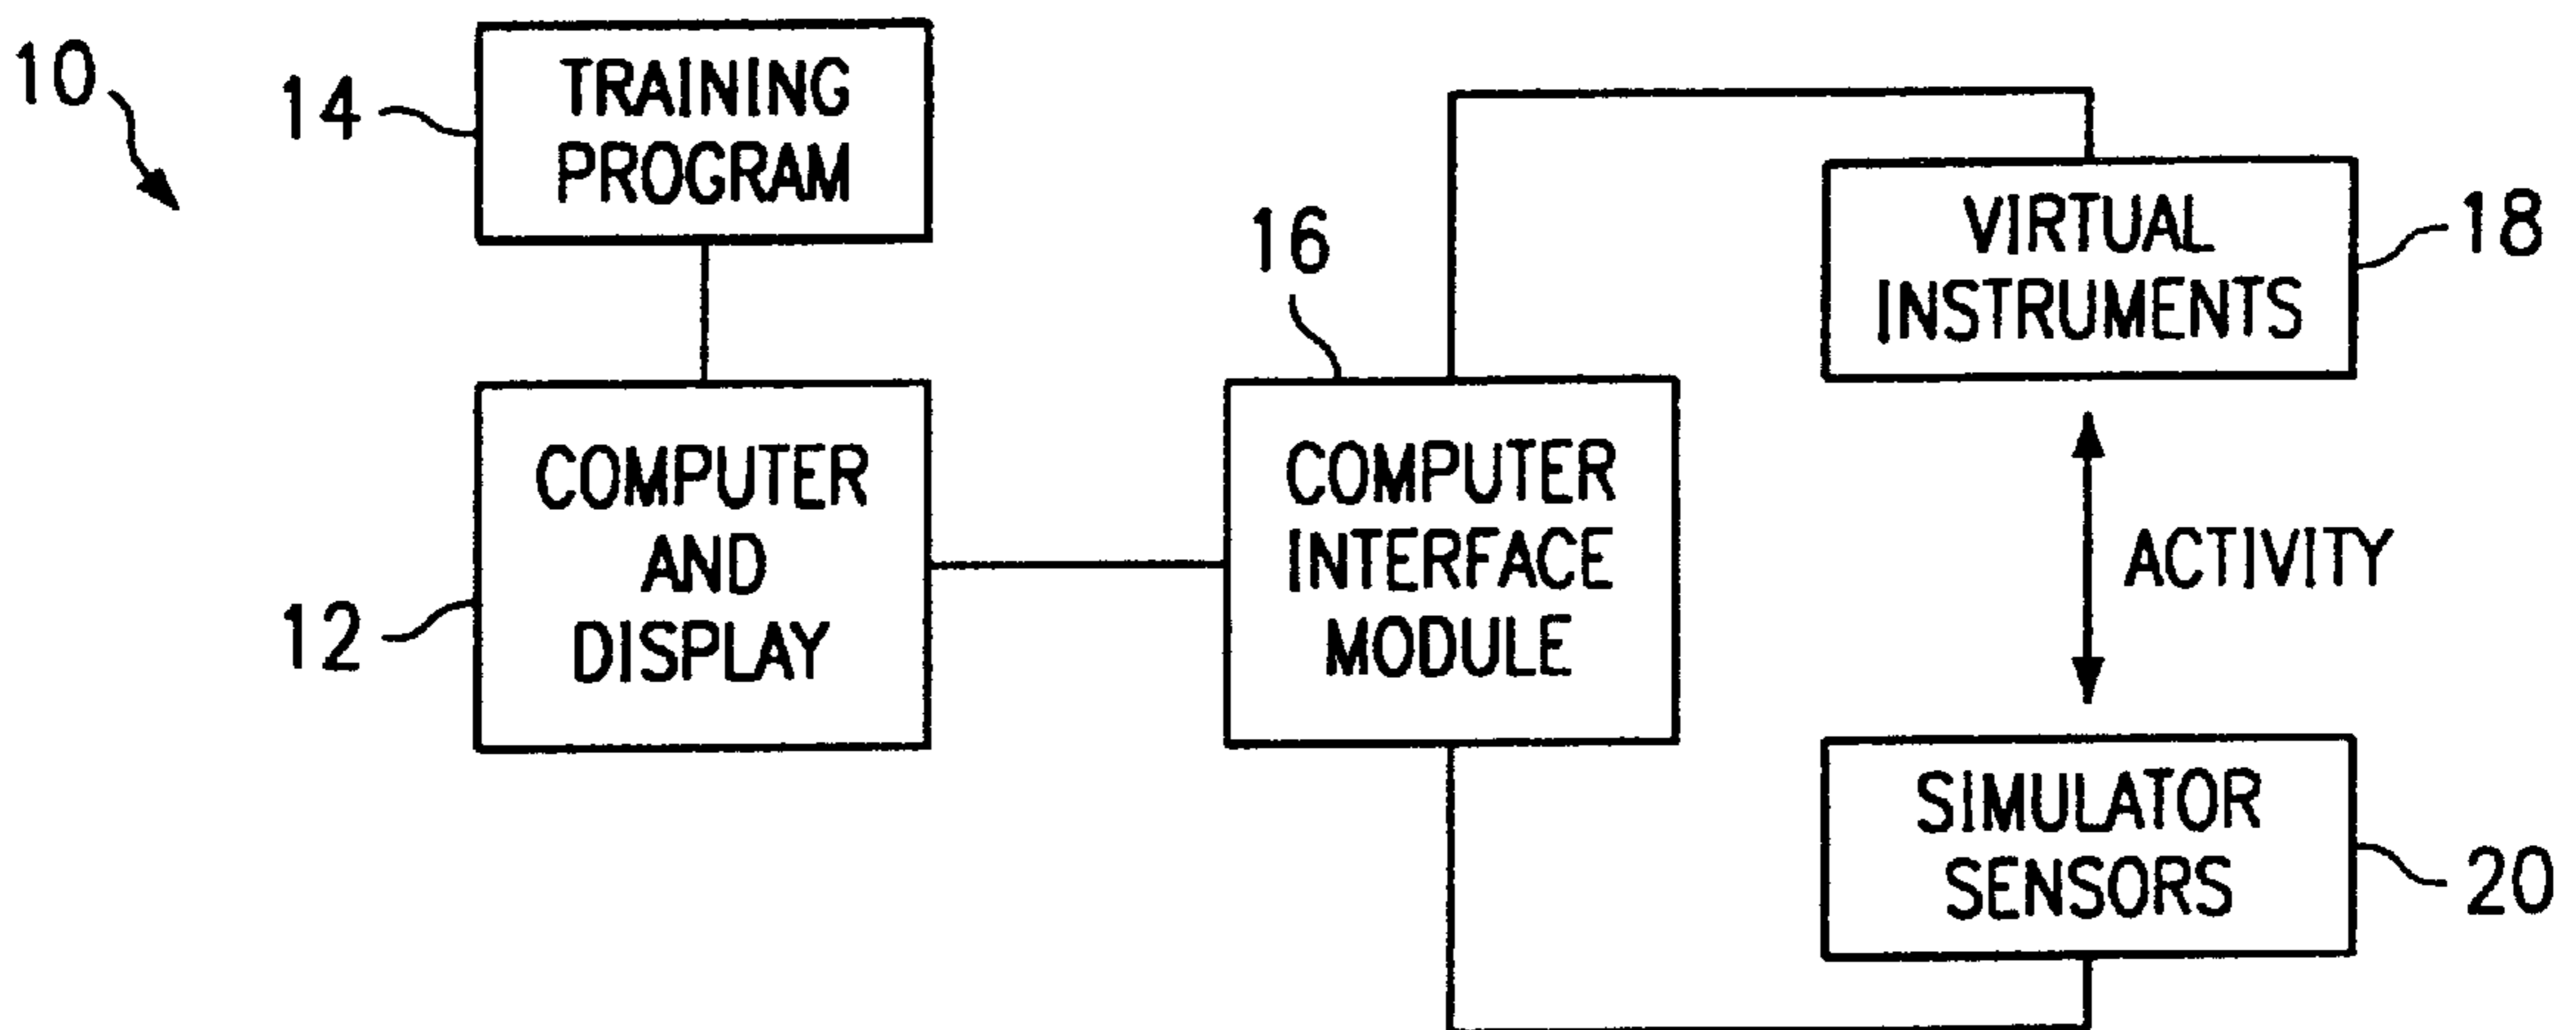 10
14
TRAINING
PROGRAM
16
VIRTUAL
INSTRUMENTS
18
12
COMPUTER
AND
DISPLAY
COMPUTER
INTERFACE
MODULE
ACTIVITY
SIMULATOR
SENSORS
20